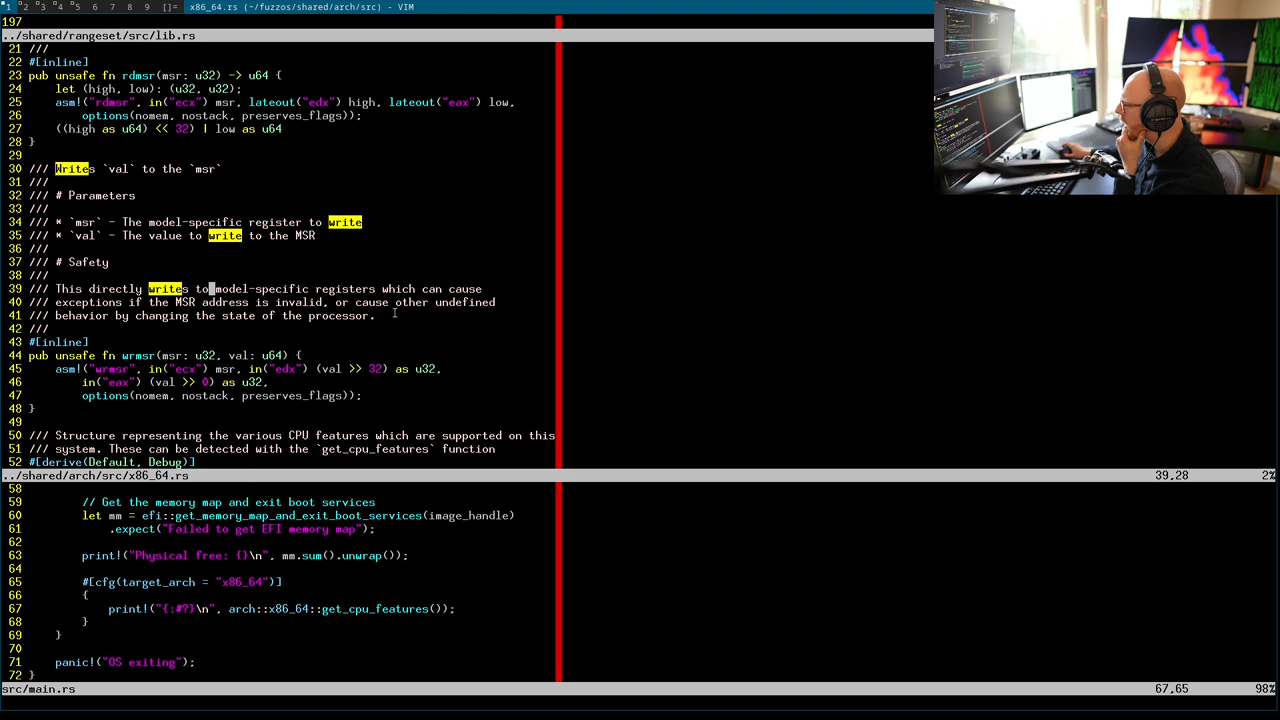 1 2 3 4 5 6 7 8 9 []= x86_64.rs (~/fuzzos/shared/arch/src) - VIM
197
../shared/rangeset/src/lib.rs
21 ///
22 #[inline]
23 pub unsafe fn rdmsr(msr: u32) -> u64 {
24     let (high, low): (u32, u32);
25     asm!("rdmsr", in("ecx") msr, lateout("edx") high, lateout("eax") low,
26         options(nomem, nostack, preserves_flags));
27     ((high as u64) << 32) | low as u64
28 }
29
30 /// Writes `val` to the `msr`
31 ///
32 /// # Parameters
33 ///
34 /// * `msr` - The model-specific register to write
35 /// * `val` - The value to write to the MSR
36 ///
37 /// # Safety
38 ///
39 /// This directly writes to model-specific registers which can cause
40 /// exceptions if the MSR address is invalid, or cause other undefined
41 /// behavior by changing the state of the processor.
42 ///
43 #[inline]
44 pub unsafe fn wrmsr(msr: u32, val: u64) {
45     asm!("wrmsr", in("ecx") msr, in("edx") (val >> 32) as u32,
46         in("eax") (val >> 0) as u32,
47         options(nomem, nostack, preserves_flags));
48 }
49
50 /// Structure representing the various CPU features which are supported on this
51 /// system. These can be detected with the `get_cpu_features` function
52 #[derive(Default, Debug)]
../shared/arch/src/x86_64.rs 39,28 2%
58
59         // Get the memory map and exit boot services
60         let mm = efi::get_memory_map_and_exit_boot_services(image_handle)
61             .expect("Failed to get EFI memory map");
62
63         print!("Physical free: {}\n", mm.sum().unwrap());
64
65         #[cfg(target_arch = "x86_64")]
66         {
67             print!("{:#?}\n", arch::x86_64::get_cpu_features());
68         }
69     }
70
71     panic!("OS exiting");
72 }
src/main.rs 67,65 98%